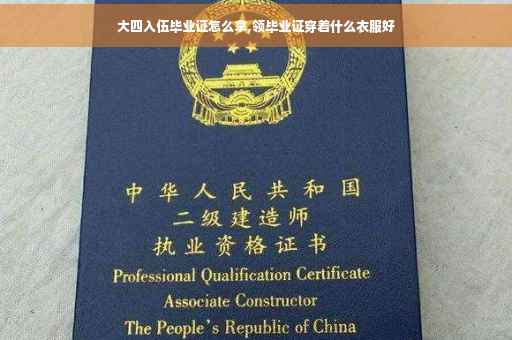 大四入伍毕业证怎么拿,领毕业证穿着什么衣服好
中华人民共和国
二级建造师
执业资格证书
Professional Qualification Certificate
Associate Constructor
The People's Republic of China